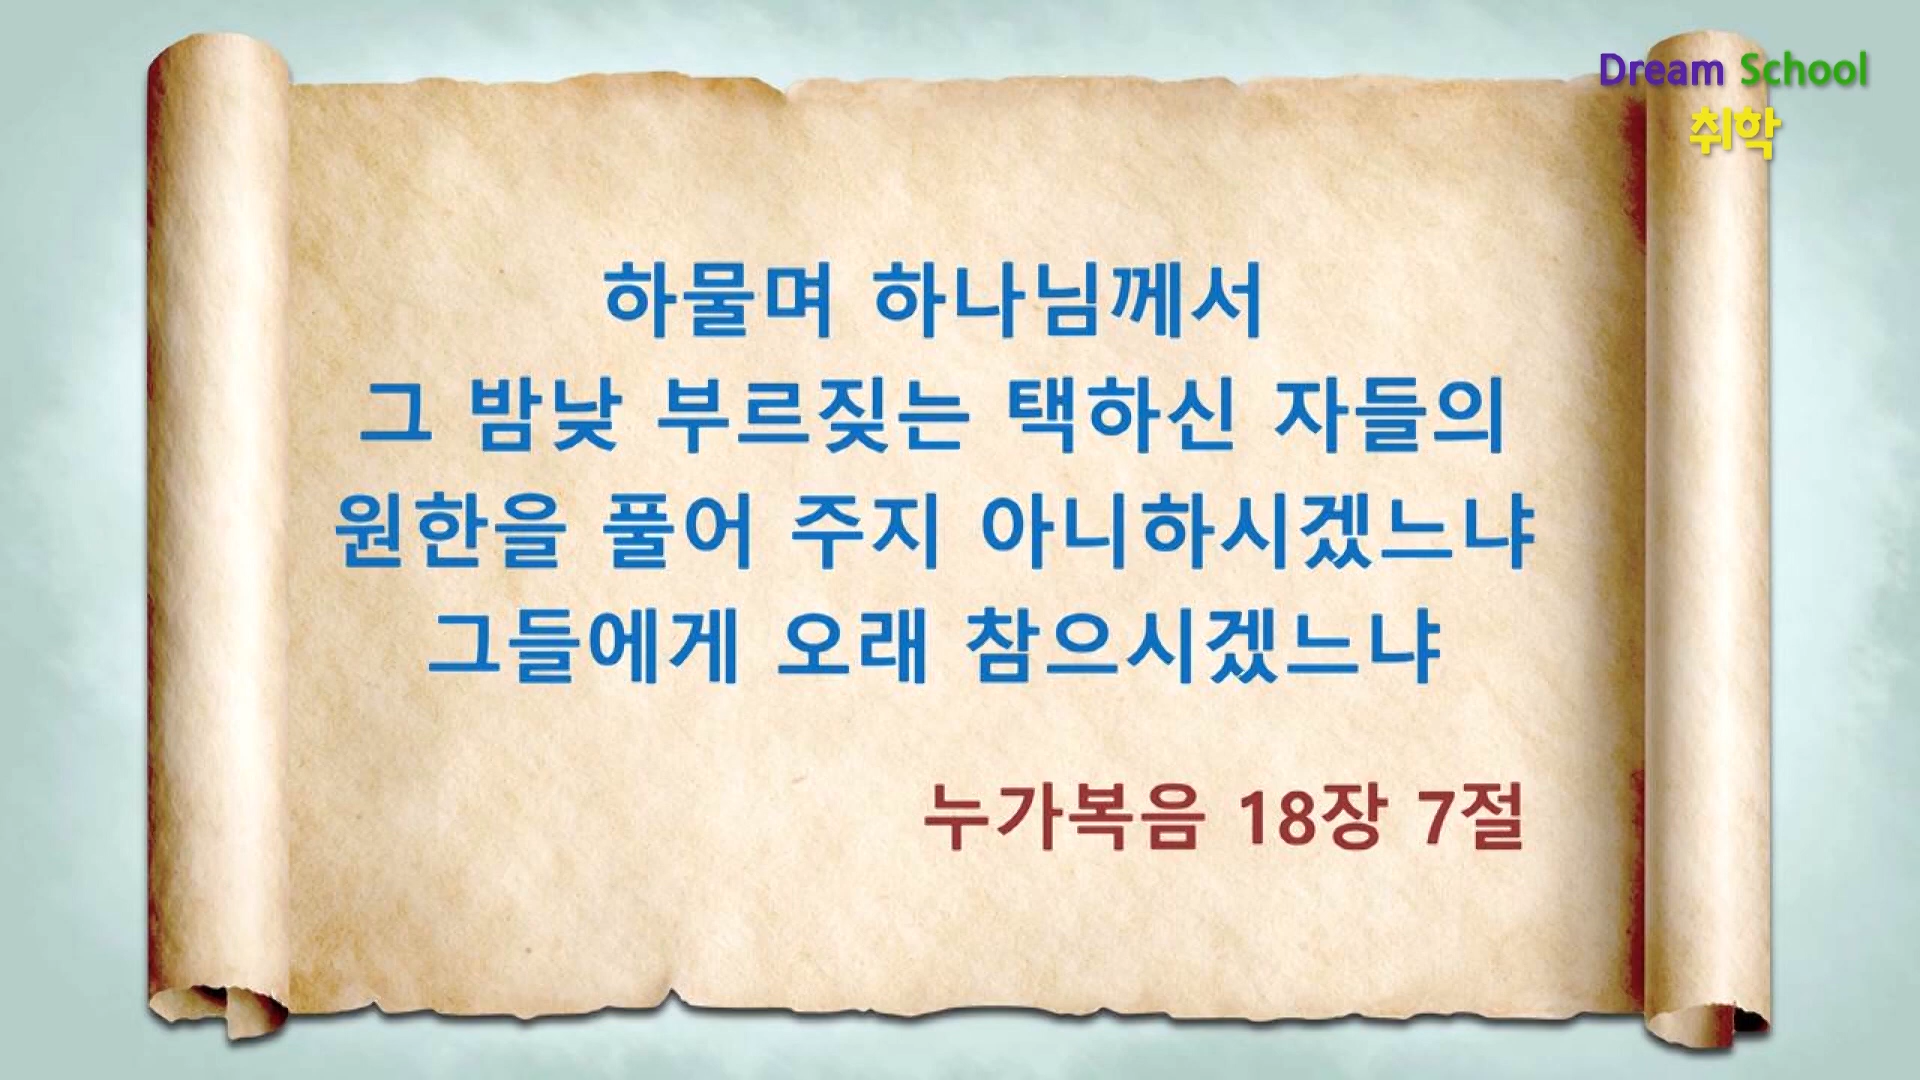 Dream School
취학
하물며 하나님께서
그 밤낮 부르짖는 택하신 자들의
원한을 풀어 주지 아니하시겠느냐
그들에게 오래 참으시겠느냐
누가복음 18장 7절